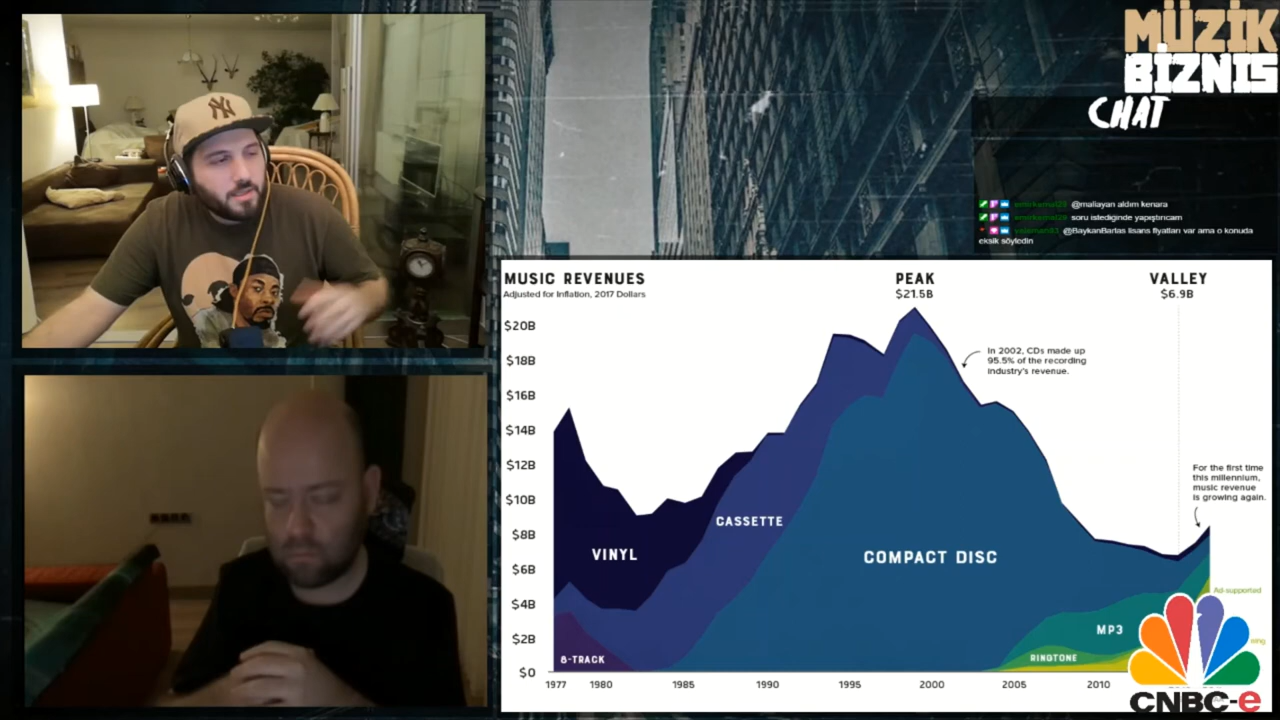 MÜZİK
BİZNIS
CHAT
@maliayan aldım kenara
soru istediğinde yapıştırıcam
@BaykanBarlas lisans fiyatları var ama o konuda
eksik söyledin
NY
MUSIC REVENUES
Adjusted for Inflation, 2017 Dollars
PEAK
$21.5B
VALLEY
$6.9B
$20B
$18B
$16B
$14B
$12B
$10B
$8B
$6B
$4B
$2B
$0
In 2002, CDs made up
95.5% of the recording
industry's revenue.
For the first time
this millennium,
music revenue
is growing again.
CASSETTE
VINYL
COMPACT DISC
Ad-supported
MP3
8-TRACK
RINGTONE
1977
1980
1985
1990
1995
2000
2005
2010
CNBC-e